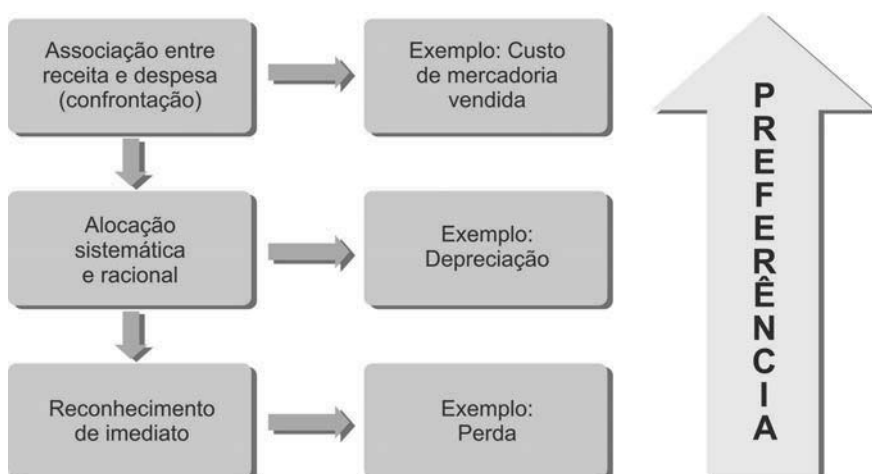 Associação entre
receita e despesa
(confrontação)
Exemplo: Custo
de mercadoria
vendida
Alocação
sistemática
e racional
Exemplo:
Depreciação
Reconhecimento
de imediato
Exemplo:
Perda
PREFERÊNCIA